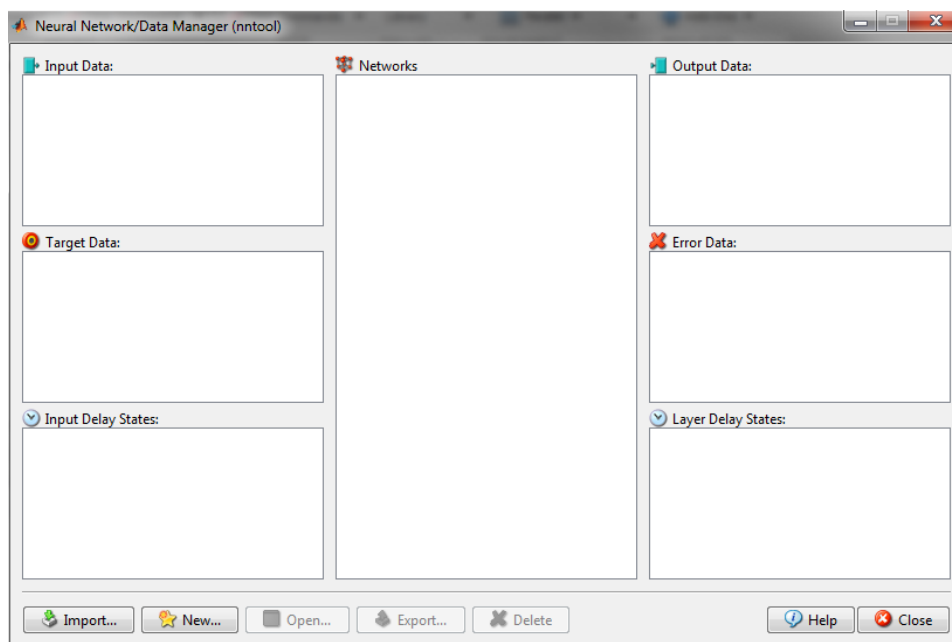 Neural Network/Data Manager (nntool)
Input Data:
Networks
Output Data:
Target Data:
Error Data:
Input Delay States:
Layer Delay States:
Import...
New...
Open...
Export...
Delete
Help
Close